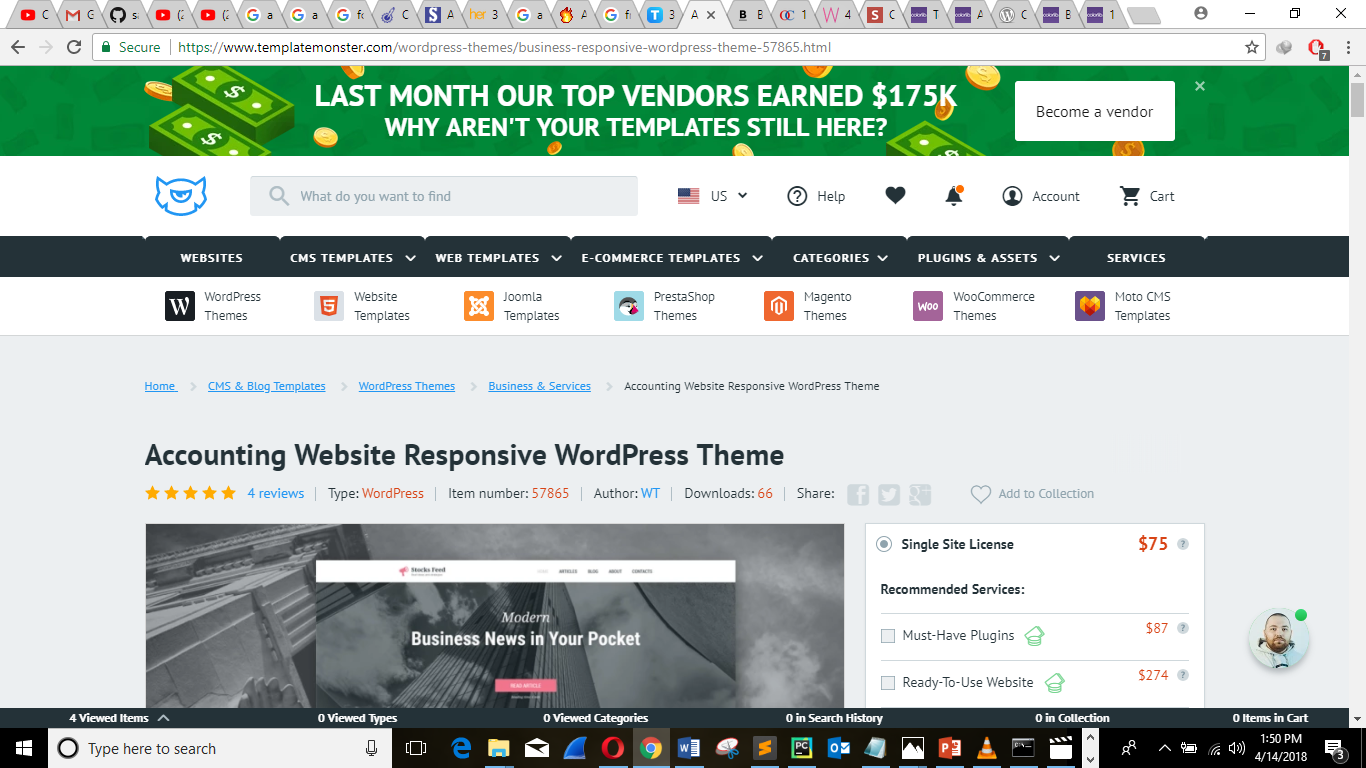 Secure
https://www.templatemonster.com/wordpress-themes/business-responsive-wordpress-theme-57865.html
7
LAST MONTH OUR TOP VENDORS EARNED $175K
WHY AREN'T YOUR TEMPLATES STILL HERE?
Become a vendor
What do you want to find
US
Help
Account
Cart
WEBSITES
CMS TEMPLATES
WEB TEMPLATES
E-COMMERCE TEMPLATES
CATEGORIES
PLUGINS & ASSETS
SERVICES
WordPress
Themes
Website
Templates
Joomla
Templates
PrestaShop
Themes
Magento
Themes
WOO
WooCommerce
Themes
Moto CMS
Templates
Home
CMS & Blog Templates
WordPress Themes
Business & Services
Accounting Website Responsive WordPress Theme
Accounting Website Responsive WordPress Theme
4 reviews
Type: WordPress
Item number: 57865
Author: WT
Downloads: 66
Share:
Add to Collection
Stocks Feed
HOME ARTICLES BLOG ABOUT CONTACTS
Modern
Business News in Your Pocket
READ ARTICLE
Single Site License
$75
Recommended Services:
Must-Have Plugins
$87
Ready-To-Use Website
$274
4 Viewed Items
0 Viewed Types
0 Viewed Categories
0 in Search History
0 in Collection
0 Items in Cart
Type here to search
1:50 PM
4/14/2018
3